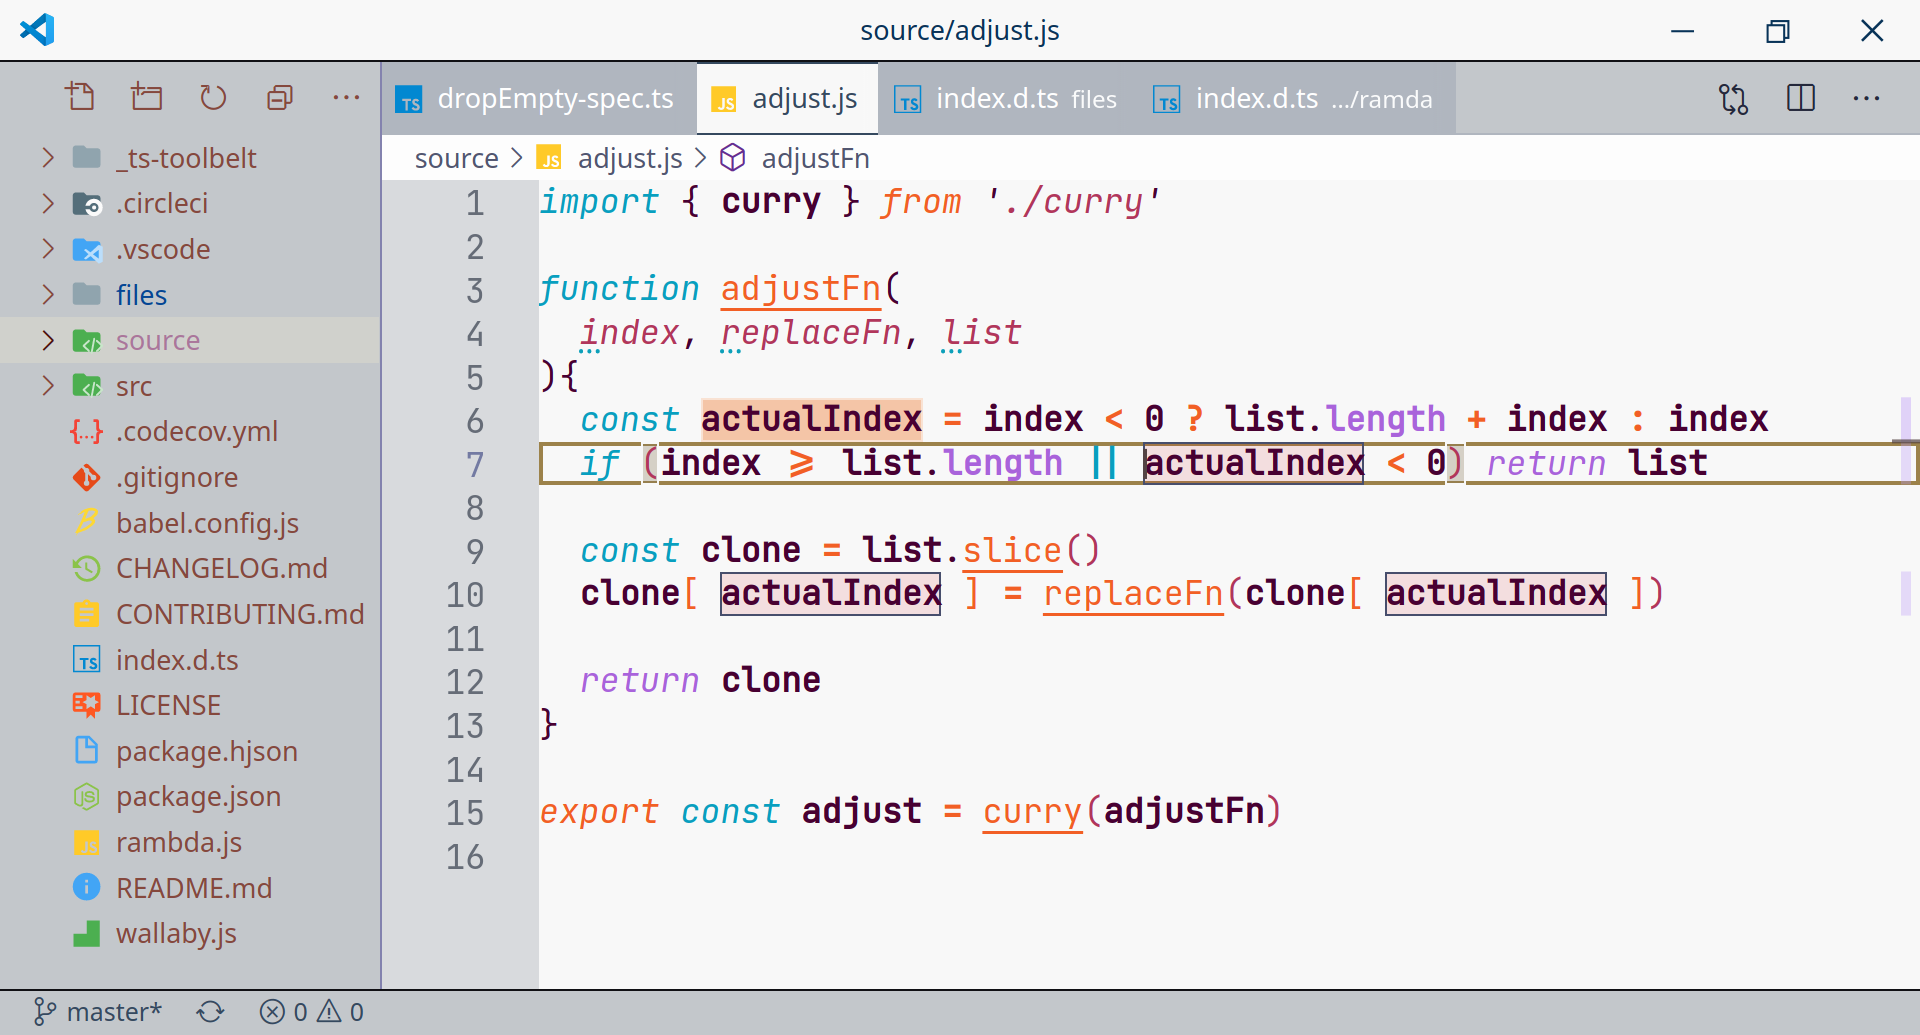 source/adjust.js
dropEmpty-spec.ts
adjust.js
index.d.ts files
index.d.ts .../ramda
source > adjust.js > adjustFn
_ts-toolbelt
.circleci
.vscode
files
source
src
.codecov.yml
.gitignore
babel.config.js
CHANGELOG.md
CONTRIBUTING.md
index.d.ts
LICENSE
package.hjson
package.json
rambda.js
README.md
wallaby.js
1 import { curry } from './curry'
2
3 function adjustFn(
4 index, replaceFn, list
5 ){
6 const actualIndex = index < 0 ? list.length + index : index
7 if (index ⩾ list.length || actualIndex < 0) return list
8
9 const clone = list.slice()
10 clone[ actualIndex ] = replaceFn(clone[ actualIndex ])
11
12 return clone
13 }
14
15 export const adjust = curry(adjustFn)
16
master* 0 0